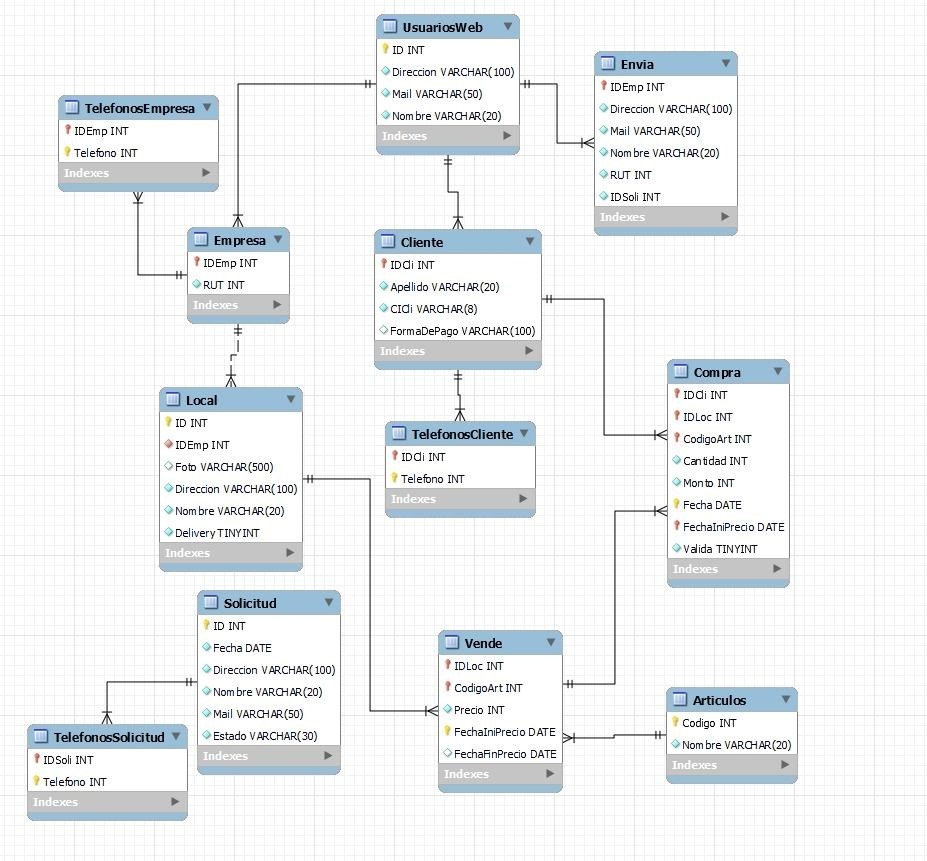 UsuariosWeb
ID INT
Direccion VARCHAR(100)
Mail VARCHAR(50)
Nombre VARCHAR(20)
Indexes
Envia
IDEmp INT
Direccion VARCHAR(100)
Mail VARCHAR(50)
Nombre VARCHAR(20)
RUT INT
IDSoli INT
Indexes
TelefonosEmpresa
IDEmp INT
Telefono INT
Indexes
Empresa
IDEmp INT
RUT INT
Indexes
Cliente
IDCli INT
Apellido VARCHAR(20)
CICli VARCHAR(8)
FormaDePago VARCHAR(100)
Indexes
Compra
IDCli INT
IDLoc INT
CodigoArt INT
Cantidad INT
Monto INT
Fecha DATE
FechaIniPrecio DATE
Valida TINYINT
Indexes
Local
ID INT
IDEmp INT
Foto VARCHAR(500)
Direccion VARCHAR(100)
Nombre VARCHAR(20)
Delivery TINYINT
Indexes
TelefonosCliente
IDCli INT
Telefono INT
Indexes
Solicitud
ID INT
Fecha DATE
Direccion VARCHAR(100)
Nombre VARCHAR(20)
Mail VARCHAR(50)
Estado VARCHAR(30)
Indexes
Vende
IDLoc INT
CodigoArt INT
Precio INT
FechaIniPrecio DATE
FechaFinPrecio DATE
Indexes
Articulos
Codigo INT
Nombre VARCHAR(20)
Indexes
TelefonosSolicitud
IDSoli INT
Telefono INT
Indexes